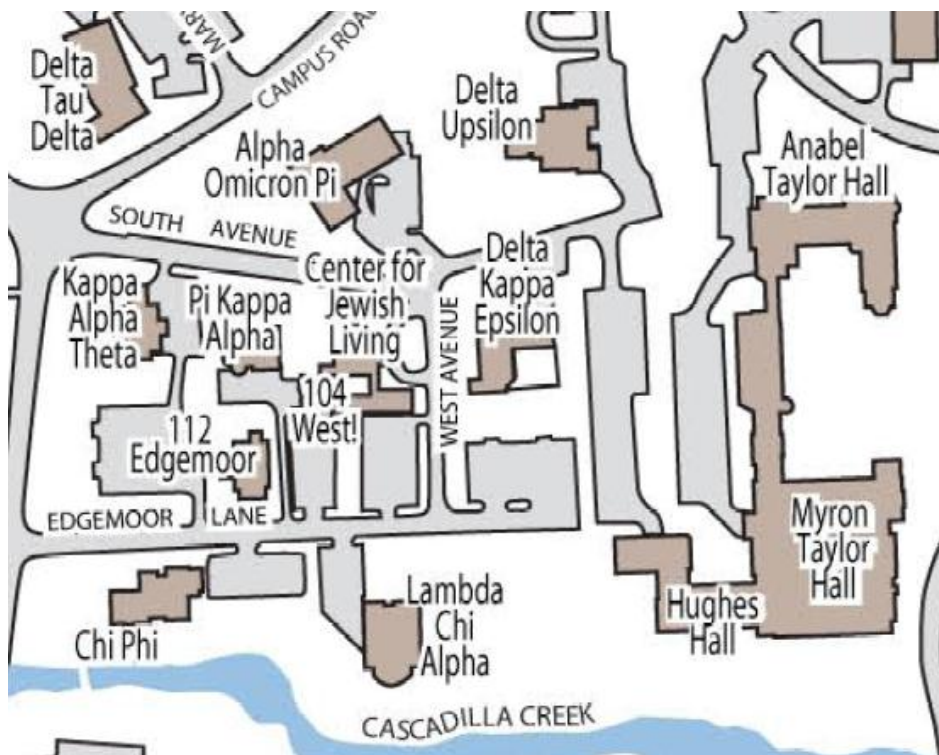 MARY
CAMPUS ROAD
Delta
Tau
Delta
Delta
Upsilon
Alpha
Omicron Pi
Anabel
Taylor Hall
SOUTH AVENUE
Center for
Jewish
Living
Delta
Kappa
Epsilon
Kappa
Alpha
Theta
Pi Kappa
Alpha
104
West!
WEST AVENUE
112
Edgemoor
EDGEMOOR LANE
Myron
Taylor
Hall
Hughes
Hall
Lambda
Chi
Alpha
Chi Phi
CASCADILLA CREEK